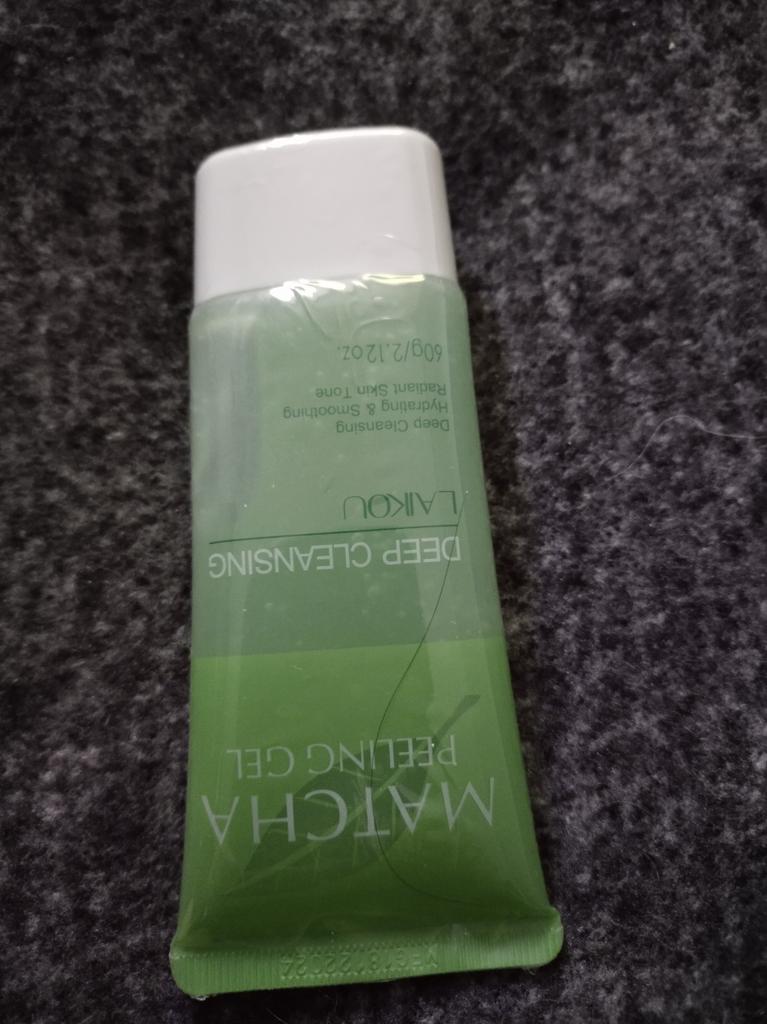 MATCHA
PEELING GEL
DEEP CLEANSING
LAIKOU
Deep Cleansing
Hydrating & Smoothing
Radiant Skin Tone
60g/2.12oz.